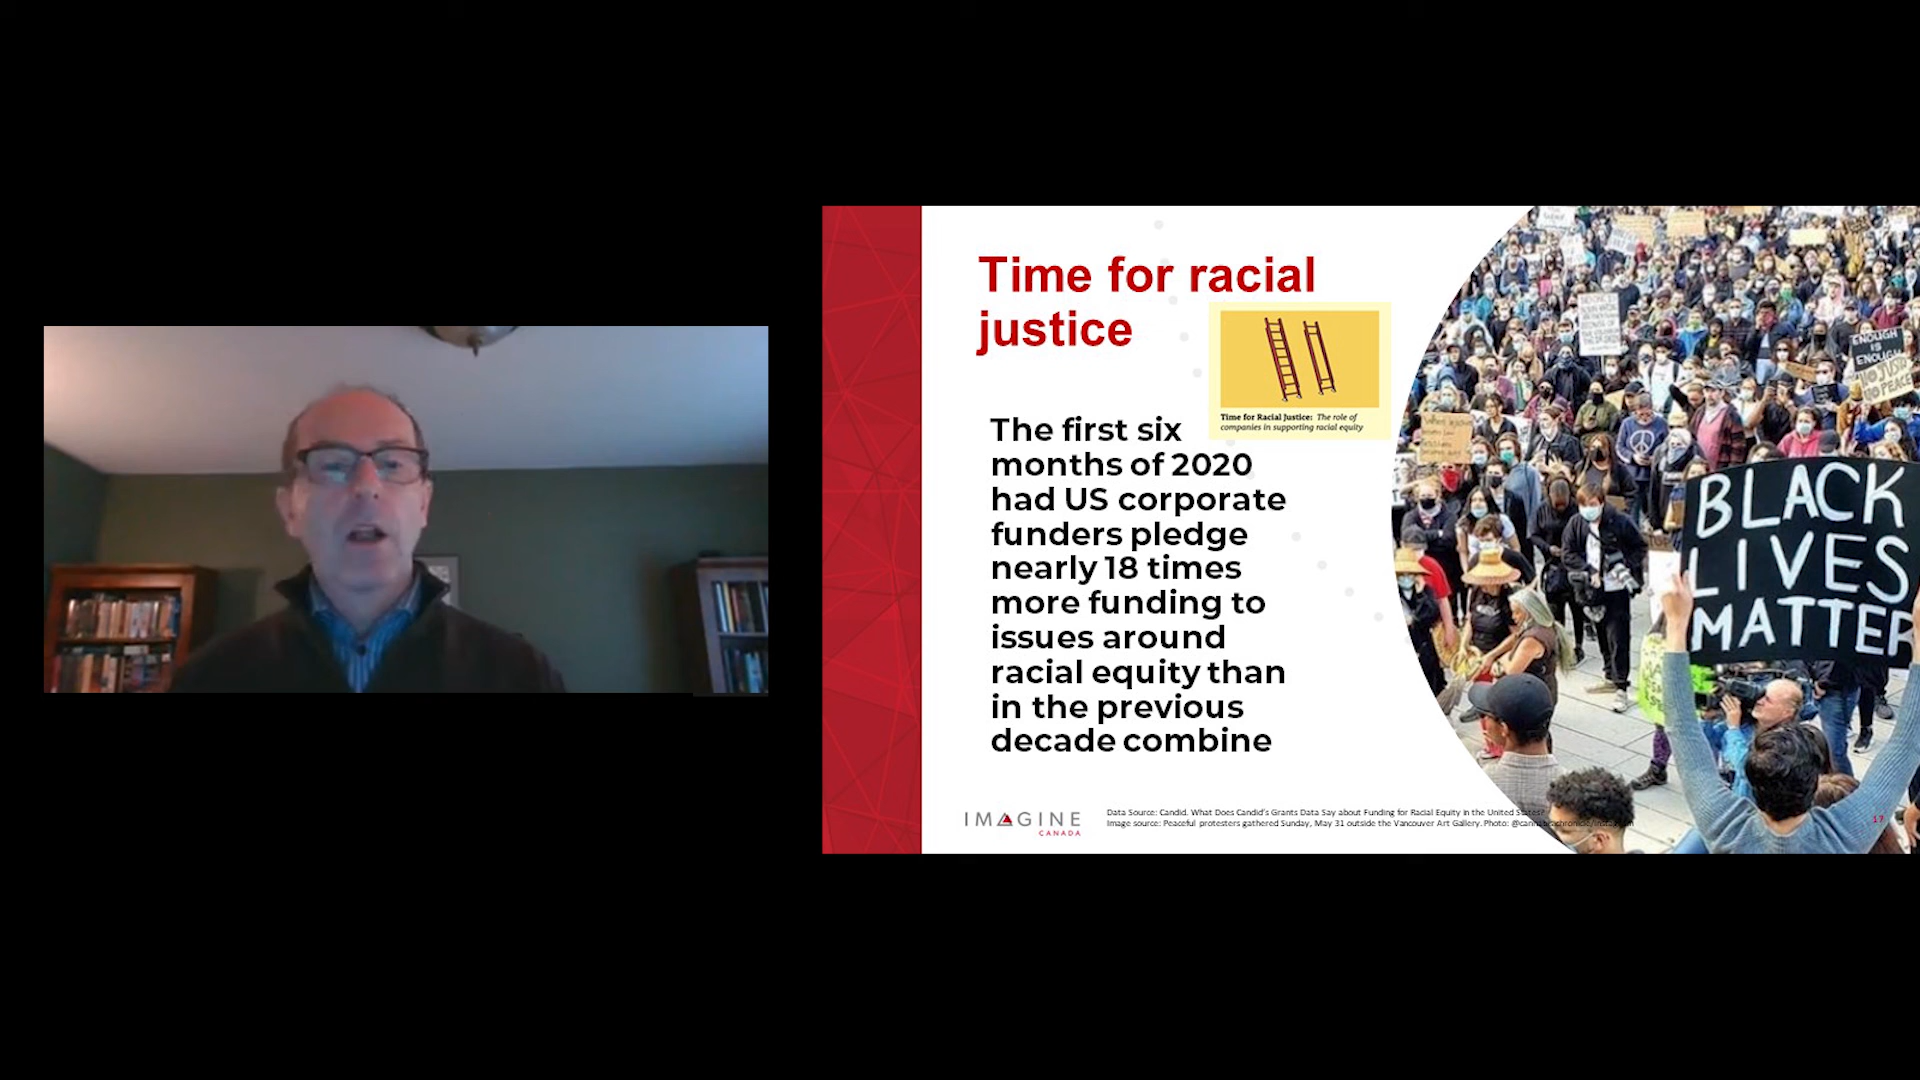 Time for racial
justice
Time for Racial Justice: The role of
companies in supporting racial equity
The first six
months of 2020
had US corporate
funders pledge
nearly 18 times
more funding to
issues around
racial equity than
in the previous
decade combine
ENOUGH
IS
ENOUGH
NO JUSTICE
NO PEACE
BLACK
LIVES
MATTER
IMAGINE
CANADA
Data Source: Candid. What Does Candid's Grants Data Say about Funding for Racial Equity in the United States?
Image source: Peaceful protesters gathered Sunday, May 31 outside the Vancouver Art Gallery. Photo:
17